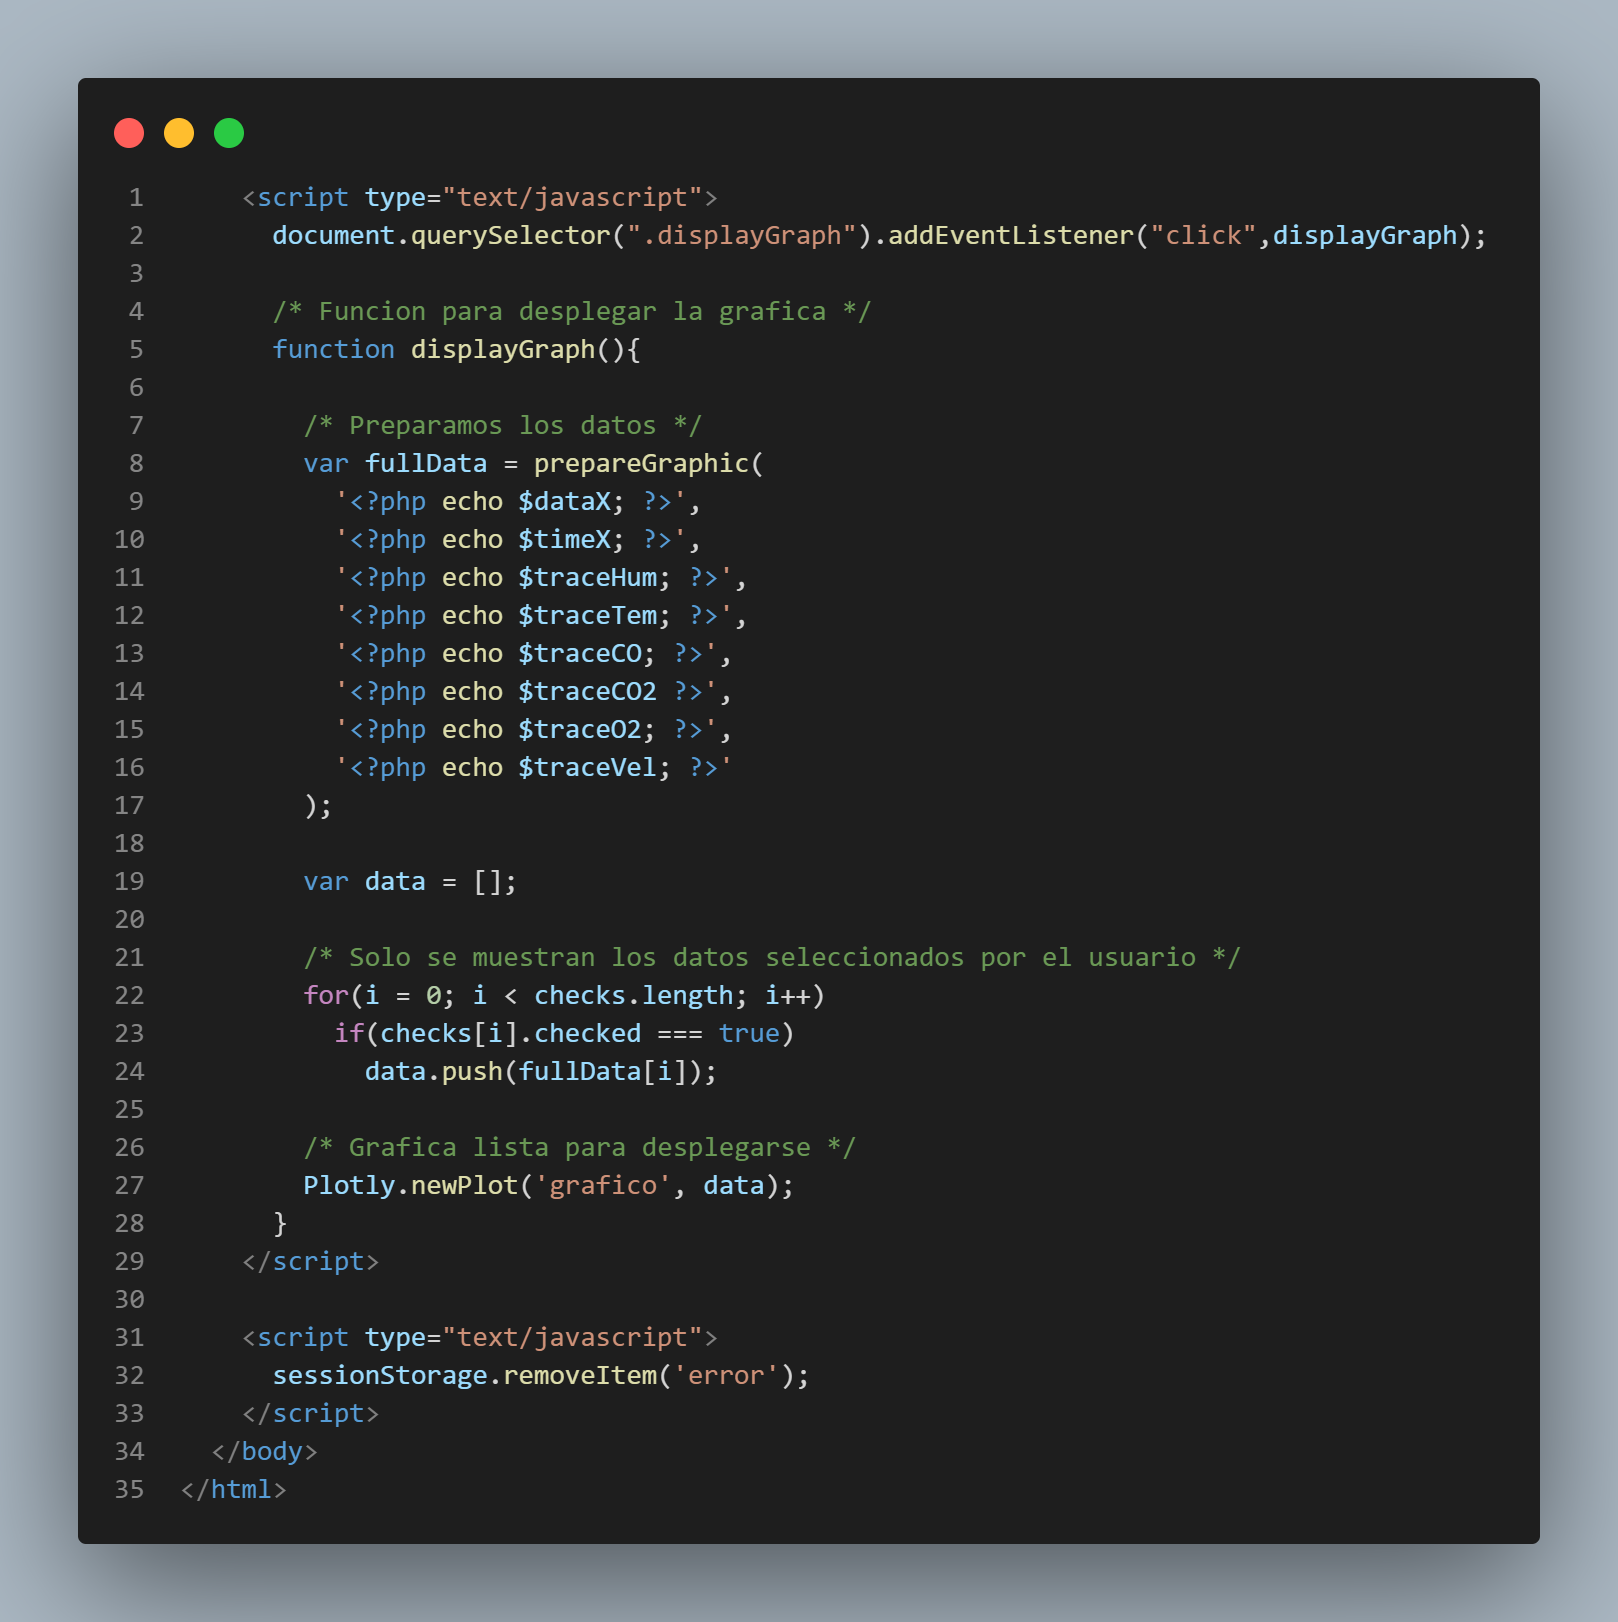 1 <script type="text/javascript">
2 document.querySelector(".displayGraph").addEventListener("click",displayGraph);
3
4 /* Funcion para desplegar la grafica */
5 function displayGraph(){
6
7 /* Preparamos los datos */
8 var fullData = prepareGraphic(
9 '<?php echo $dataX; ?>',
10 '<?php echo $timeX; ?>',
11 '<?php echo $traceHum; ?>',
12 '<?php echo $traceTem; ?>',
13 '<?php echo $traceCO; ?>',
14 '<?php echo $traceCO2 ?>',
15 '<?php echo $traceO2; ?>',
16 '<?php echo $traceVel; ?>'
17 );
18
19 var data = [];
20
21 /* Solo se muestran los datos seleccionados por el usuario */
22 for(i = 0; i < checks.length; i++)
23 if(checks[i].checked === true)
24 data.push(fullData[i]);
25
26 /* Grafica lista para desplegarse */
27 Plotly.newPlot('grafico', data);
28 }
29 </script>
30
31 <script type="text/javascript">
32 sessionStorage.removeItem('error');
33 </script>
34 </body>
35 </html>